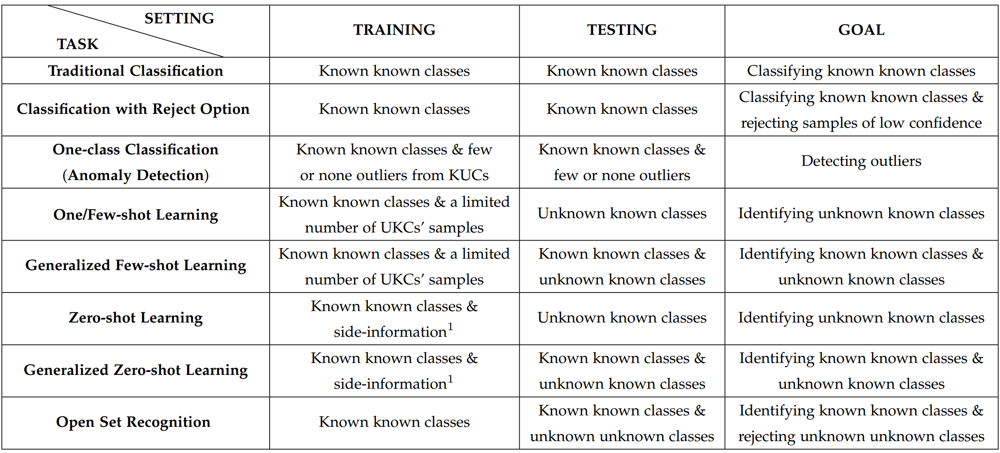 SETTING
TASK
TRAINING
TESTING
GOAL
Traditional Classification
Known known classes
Known known classes
Classifying known known classes
Classification with Reject Option
Known known classes
Known known classes
Classifying known known classes &
rejecting samples of low confidence
One-class Classification
(Anomaly Detection)
Known known classes & few
or none outliers from KUCs
Known known classes &
few or none outliers
Detecting outliers
One/Few-shot Learning
Known known classes & a limited
number of UKCs’ samples
Unknown known classes
Identifying unknown known classes
Generalized Few-shot Learning
Known known classes & a limited
number of UKCs’ samples
Known known classes &
unknown known classes
Identifying known known classes &
unknown known classes
Zero-shot Learning
Known known classes &
side-information¹
Unknown known classes
Identifying unknown known classes
Generalized Zero-shot Learning
Known known classes &
side-information¹
Known known classes &
unknown known classes
Identifying known known classes &
unknown known classes
Open Set Recognition
Known known classes
Known known classes &
unknown unknown classes
Identifying known known classes &
rejecting unknown unknown classes